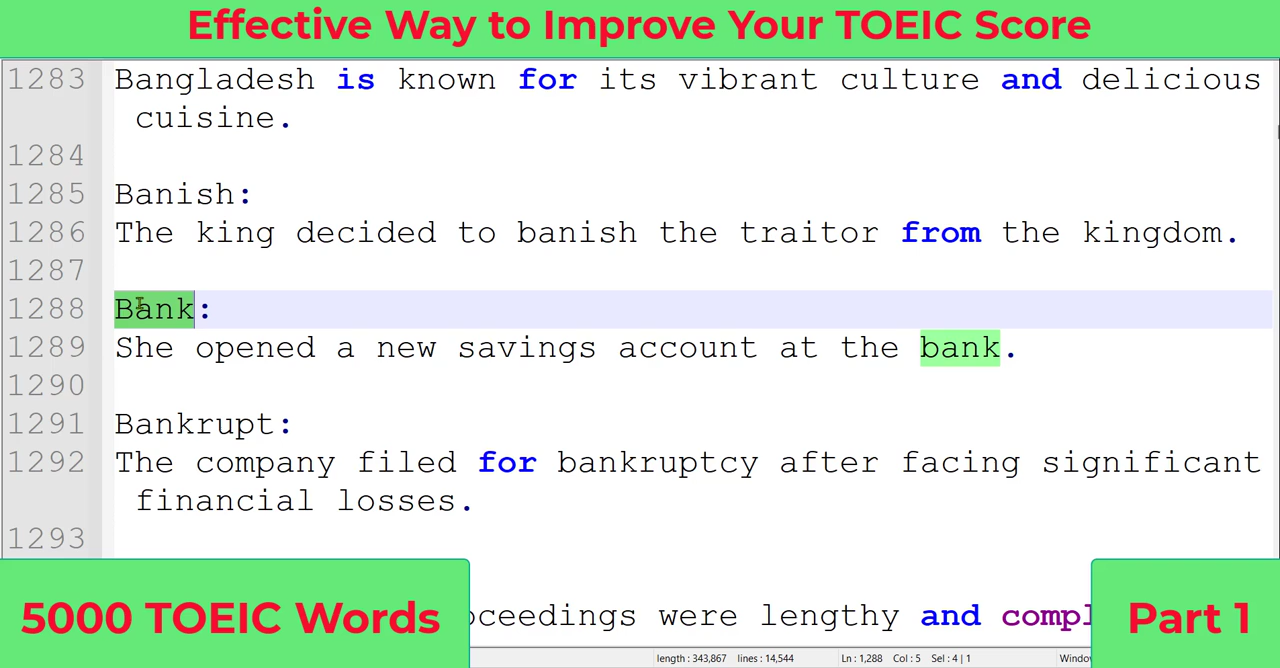 Effective Way to Improve Your TOEIC Score
1283 Bangladesh is known for its vibrant culture and delicious
cuisine.
1284
1285 Banish:
1286 The king decided to banish the traitor from the kingdom.
1287
1288 Bank:
1289 She opened a new savings account at the bank.
1290
1291 Bankrupt:
1292 The company filed for bankruptcy after facing significant
financial losses.
1293
were lengthy and
5000 TOEIC Words
Part 1
length : 343,867 lines : 14,544 Ln : 1,288 Col : 5 Sel : 4 | 1